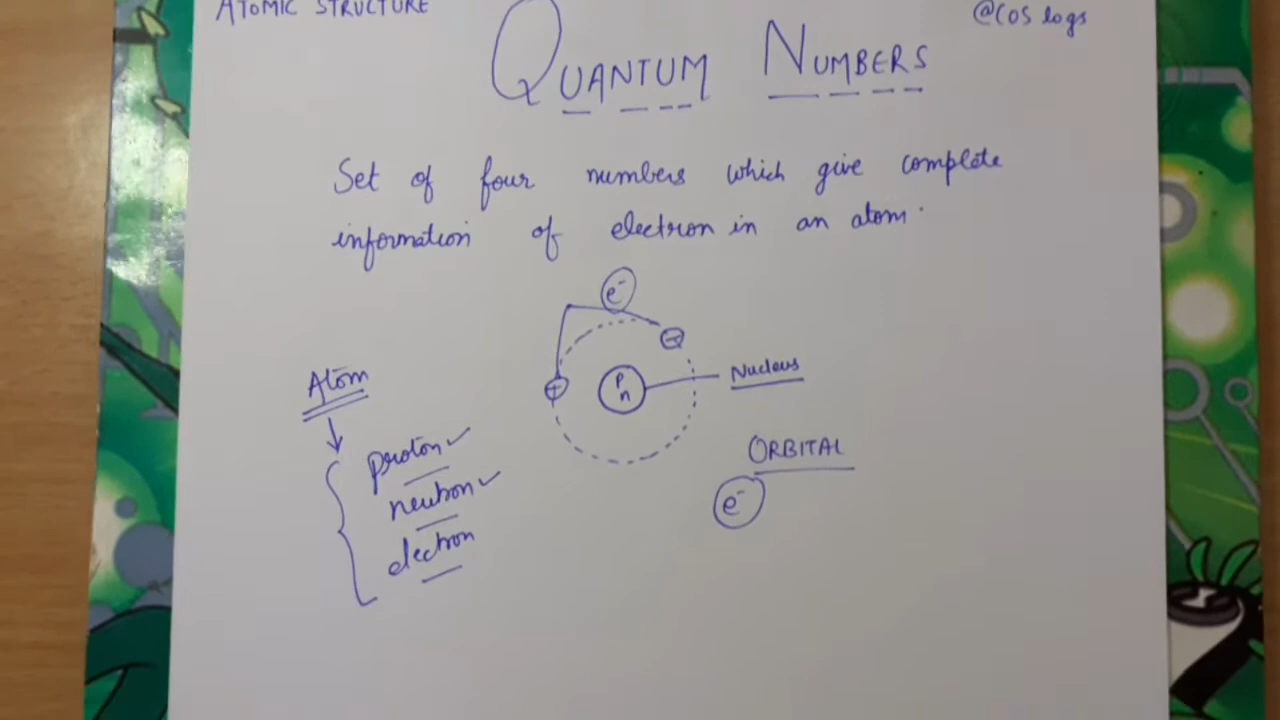 ATOMIC STRUCTURE
@cos logs
QUANTUM NUMBERS
Set of four numbers which give complete
information of electron in an atom.
e⁻
P
n
Nucleus
Atom
proton
neutron
electron
ORBITAL
e⁻